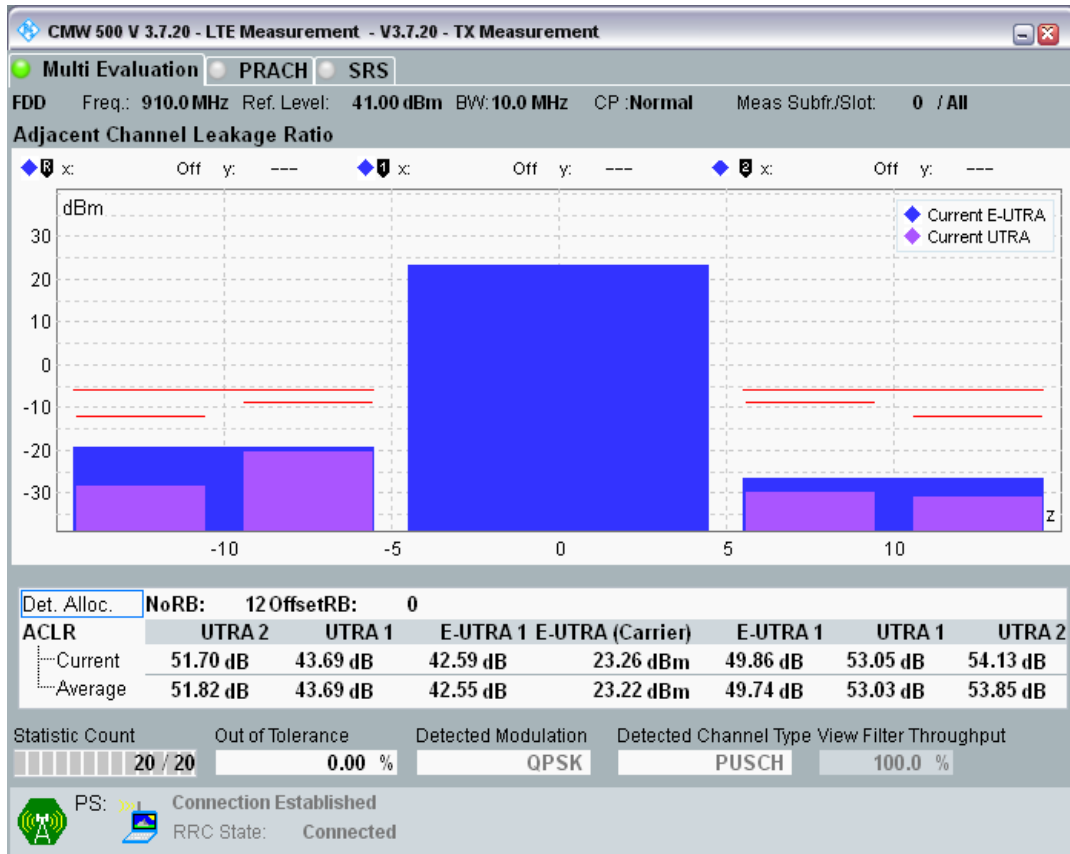 CMW 500 V 3.7.20 - LTE Measurement - V3.7.20 - TX Measurement
Multi Evaluation PRACH SRS
FDD Freq.: 910.0 MHz Ref. Level: 41.00 dBm BW: 10.0 MHz CP :Normal Meas Subfr./Slot: 0 / All
Adjacent Channel Leakage Ratio
R x: Off y: --- 1 x: Off y: --- 2 x: Off y: ---
dBm
Current E-UTRA
Current UTRA
30
20
10
0
-10
-20
-30
z
-10 -5 0 5 10
Det. Alloc. NoRB: 12 OffsetRB: 0
ACLR UTRA 2 UTRA 1 E-UTRA 1 E-UTRA (Carrier) E-UTRA 1 UTRA 1 UTRA 2
Current 51.70 dB 43.69 dB 42.59 dB 23.26 dBm 49.86 dB 53.05 dB 54.13 dB
Average 51.82 dB 43.69 dB 42.55 dB 23.22 dBm 49.74 dB 53.03 dB 53.85 dB
Statistic Count Out of Tolerance Detected Modulation Detected Channel Type View Filter Throughput
20 / 20 0.00 % QPSK PUSCH 100.0 %
PS: Connection Established
RRC State: Connected